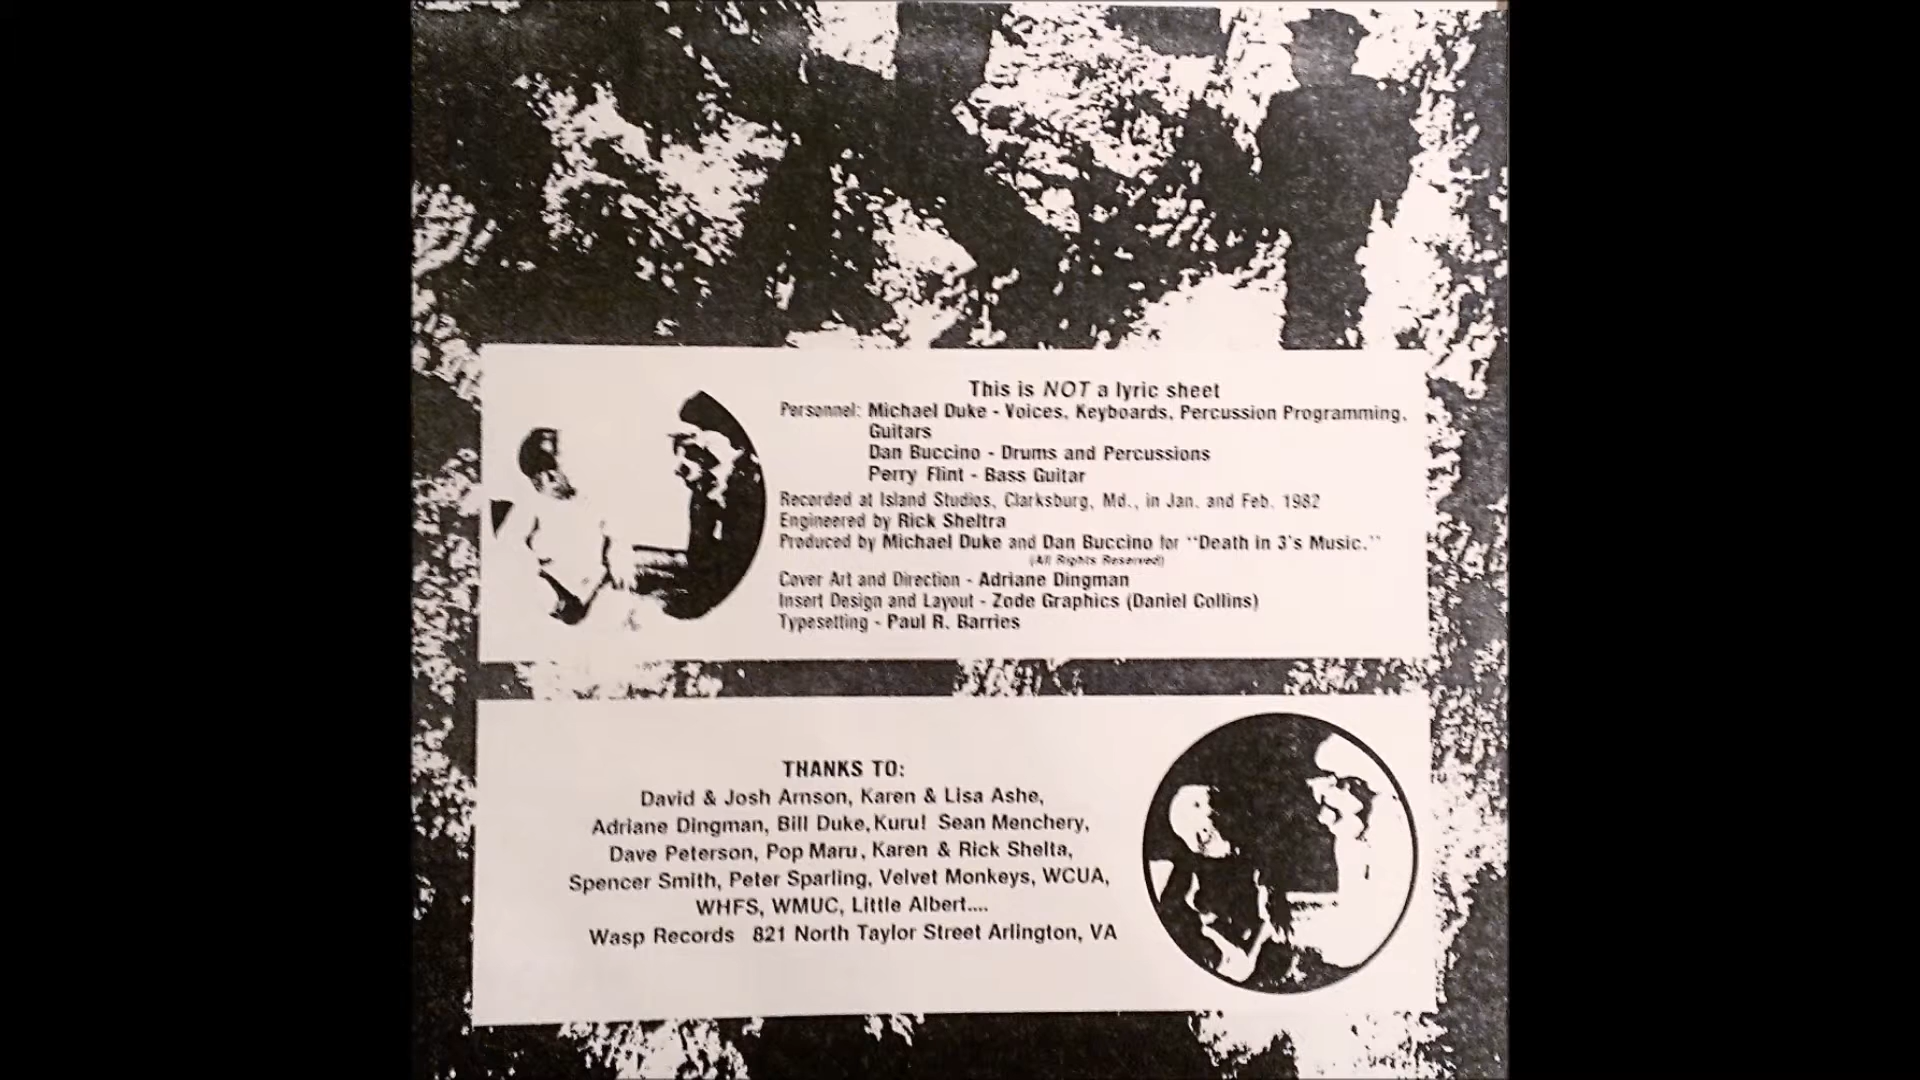 This is NOT a lyric sheet
Personnel: Michael Duke - Voices, Keyboards, Percussion Programming,
Guitars
Dan Buccino - Drums and Percussions
Perry Flint - Bass Guitar
Recorded at Island Studios, Clarksburg, Md., in Jan. and Feb. 1982
Engineered by Rick Sheltra
Produced by Michael Duke and Dan Buccino for "Death in 3's Music."
(All Rights Reserved)
Cover Art and Direction - Adriane Dingman
Insert Design and Layout - Zode Graphics (Daniel Collins)
Typesetting - Paul R. Barries
THANKS TO:
David & Josh Arnson, Karen & Lisa Ashe,
Adriane Dingman, Bill Duke, Kuru! Sean Menchery,
Dave Peterson, Pop Maru, Karen & Rick Shelta,
Spencer Smith, Peter Sparling, Velvet Monkeys, WCUA,
WHFS, WMUC, Little Albert....
Wasp Records 821 North Taylor Street Arlington, VA